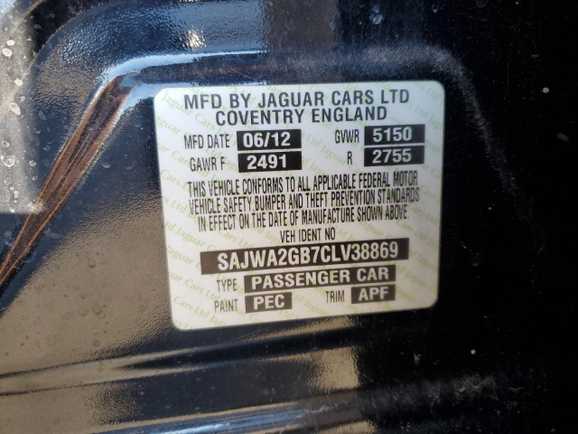 MFD BY JAGUAR CARS LTD
COVENTRY ENGLAND
MFD DATE 06/12 GVWR 5150
GAWR F 2491 R 2755
THIS VEHICLE CONFORMS TO ALL APPLICABLE FEDERAL MOTOR
VEHICLE SAFETY BUMPER AND THEFT PREVENTION STANDARDS
IN EFFECT ON THE DATE OF MANUFACTURE SHOWN ABOVE.
VEH IDENT NO
SAJWA2GB7CLV38869
TYPE PASSENGER CAR
PAINT PEC TRIM APF